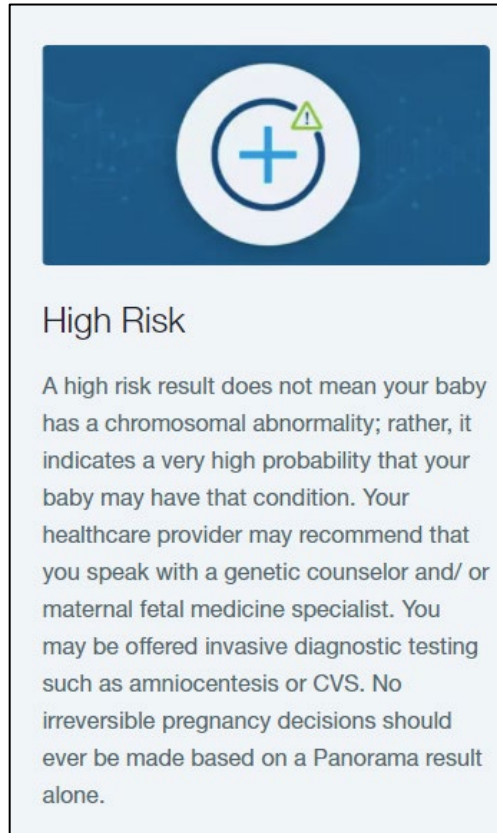 High Risk
A high risk result does not mean your baby
has a chromosomal abnormality; rather, it
indicates a very high probability that your
baby may have that condition. Your
healthcare provider may recommend that
you speak with a genetic counselor and/ or
maternal fetal medicine specialist. You
may be offered invasive diagnostic testing
such as amniocentesis or CVS. No
irreversible pregnancy decisions should
ever be made based on a Panorama result
alone.